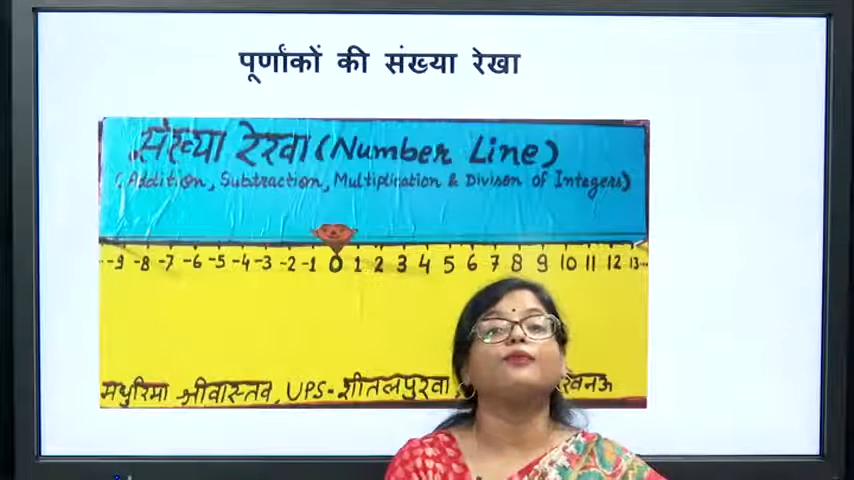 पूर्णांकों की संख्या रेखा
संख्या रेखा (Number Line)
(Addition, Subtraction, Multiplication & Divison of Integers)
..-9 -8 -7 -6 -5 -4 -3 -2 -1 0 1 2 3 4 5 6 7 8 9 10 11 12 13...
मधुरिमा श्रीवास्तव, UPS-शीतलपुरवा,